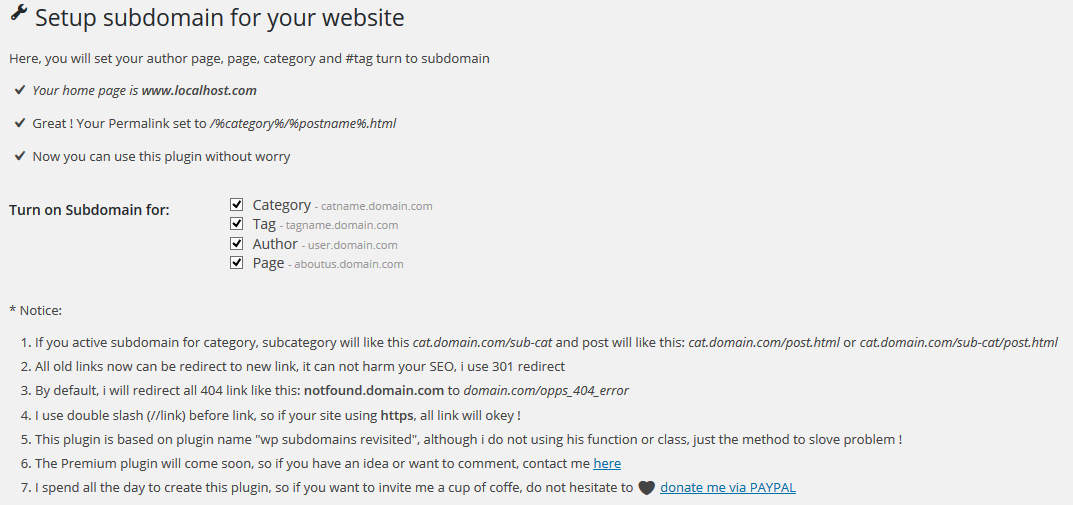 Setup subdomain for your website
Here, you will set your author page, page, category and #tag turn to subdomain
Your home page is www.localhost.com
Great ! Your Permalink set to /%category%/%postname%.html
Now you can use this plugin without worry
Turn on Subdomain for:
Category - catname.domain.com
Tag - tagname.domain.com
Author - user.domain.com
Page - aboutus.domain.com
* Notice:
1. If you active subdomain for category, subcategory will like this cat.domain.com/sub-cat and post will like this: cat.domain.com/post.html or cat.domain.com/sub-cat/post.html
2. All old links now can be redirect to new link, it can not harm your SEO, i use 301 redirect
3. By default, i will redirect all 404 link like this: notfound.domain.com to domain.com/opps_404_error
4. I use double slash (//link) before link, so if your site using https, all link will okey !
5. This plugin is based on plugin name "wp subdomains revisited", although i do not using his function or class, just the method to slove problem !
6. The Premium plugin will come soon, so if you have an idea or want to comment, contact me here
7. I spend all the day to create this plugin, so if you want to invite me a cup of coffe, do not hesitate to donate me via PAYPAL